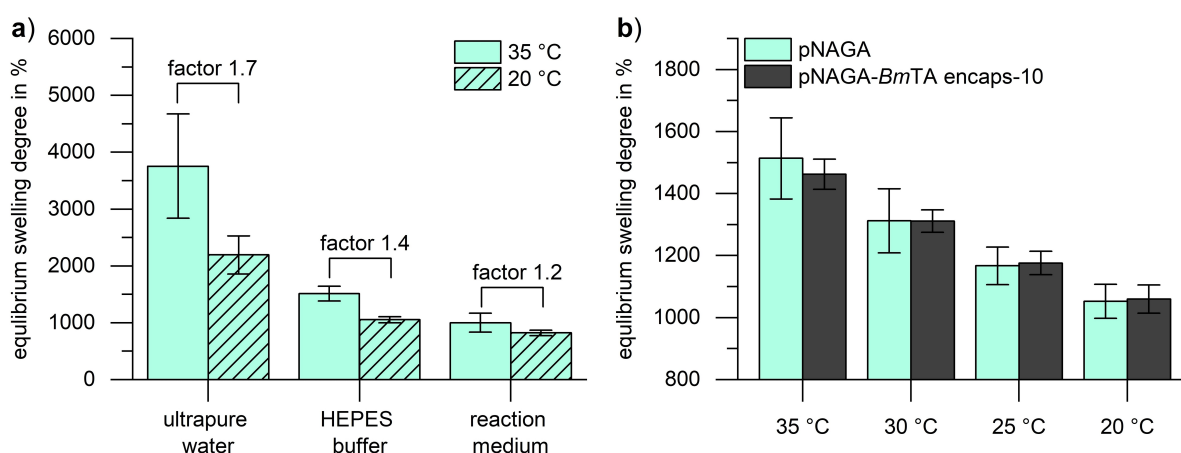 a)
equlibrium swelling degree in %
6000
5000
4000
3000
2000
1000
0
factor 1.7
factor 1.4
factor 1.2
35 °C
20 °C
ultrapure
water
HEPES
buffer
reaction
medium
b)
equlibrium swelling degree in %
1800
1600
1400
1200
1000
800
pNAGA
pNAGA-BmTA encaps-10
35 °C
30 °C
25 °C
20 °C